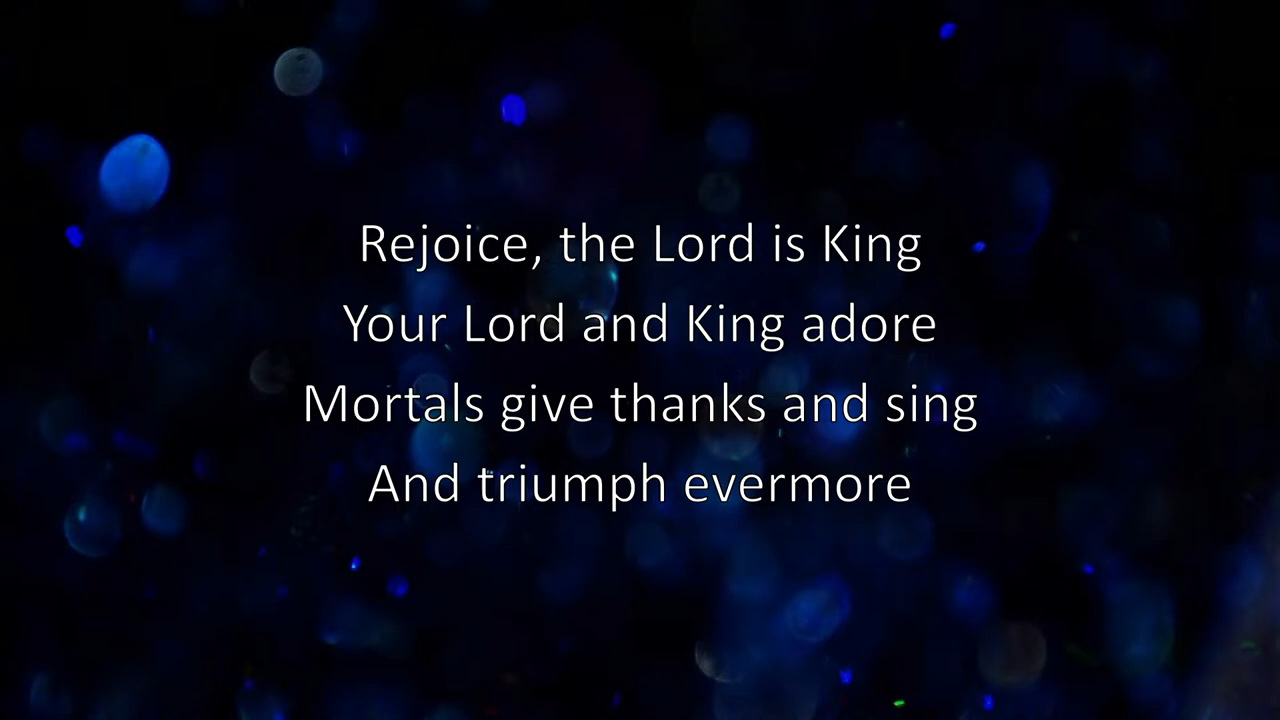 Rejoice, the Lord is King
Your Lord and King adore
Mortals give thanks and sing
And triumph evermore